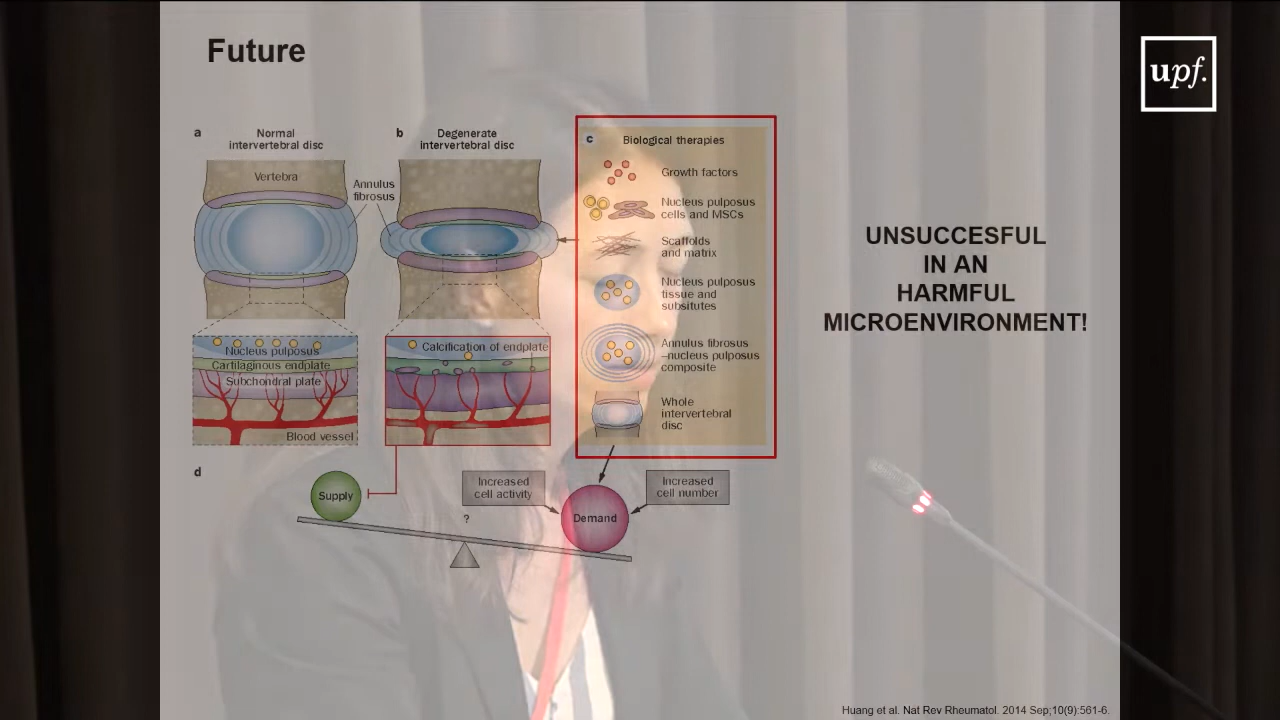 Future
upf.
a
Normal
intervertebral disc
b
Degenerate
intervertebral disc
c
Biological therapies
Vertebra
Annulus
fibrosus
Growth factors
Nucleus pulposus
cells and MSCs
Scaffolds
and matrix
Nucleus pulposus
tissue and
subsitutes
Annulus fibrosus
–nucleus pulposus
composite
Whole
intervertebral
disc
Nucleus pulposus
Cartilaginous endplate
Subchondral plate
Blood vessel
Calcification of endplate
UNSUCCESFUL
IN AN
HARMFUL
MICROENVIRONMENT!
d
Supply
Increased
cell activity
?
Demand
Increased
cell number
Huang et al. Nat Rev Rheumatol. 2014 Sep;10(9):561-6.